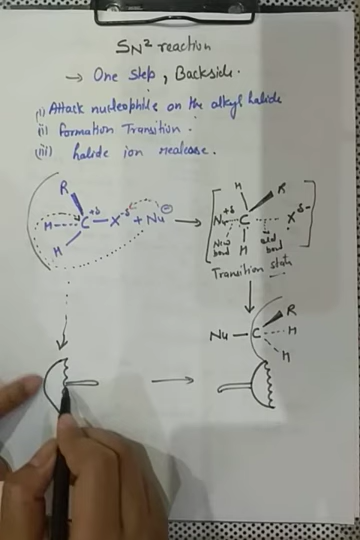 SN² reaction
→ One step, Backside.
(i) Attack nucleophile on the alkyl halide
(ii) formation Transition.
(iii) halide ion realease.
R
H C +δ X -δ + Nu ⊖
H
H R
Nu +δ C X δ-
New bond H old bond
Transition state
Nu C R
H
H